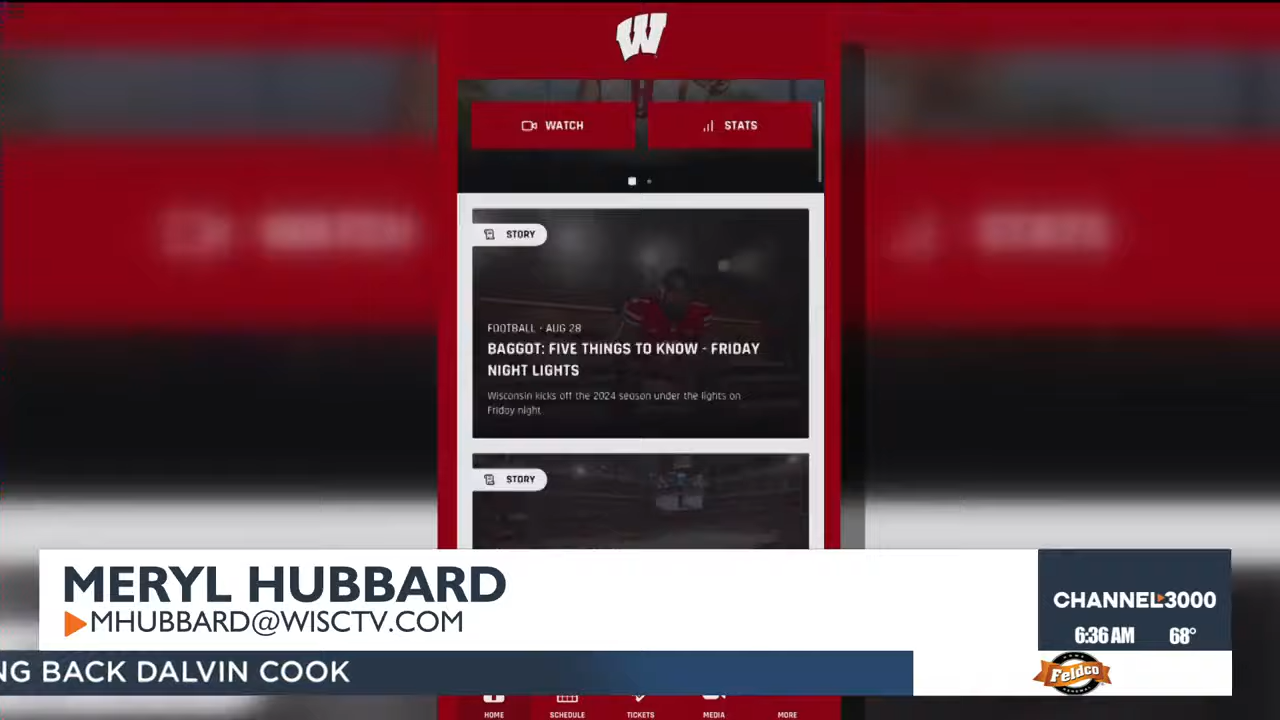 W
WATCH
STATS
WATCH
STATS
STORY
FOOTBALL · AUG 28
BAGGOT: FIVE THINGS TO KNOW - FRIDAY
NIGHT LIGHTS
Wisconsin kicks off the 2024 season under the lights on
Friday night
STORY
MERYL HUBBARD
MHUBBARD@WISCTV.COM
CHANNEL3000
6:36 AM 68°
NG BACK DALVIN COOK
Feldco
HOME
SCHEDULE
TICKETS
MEDIA
MORE